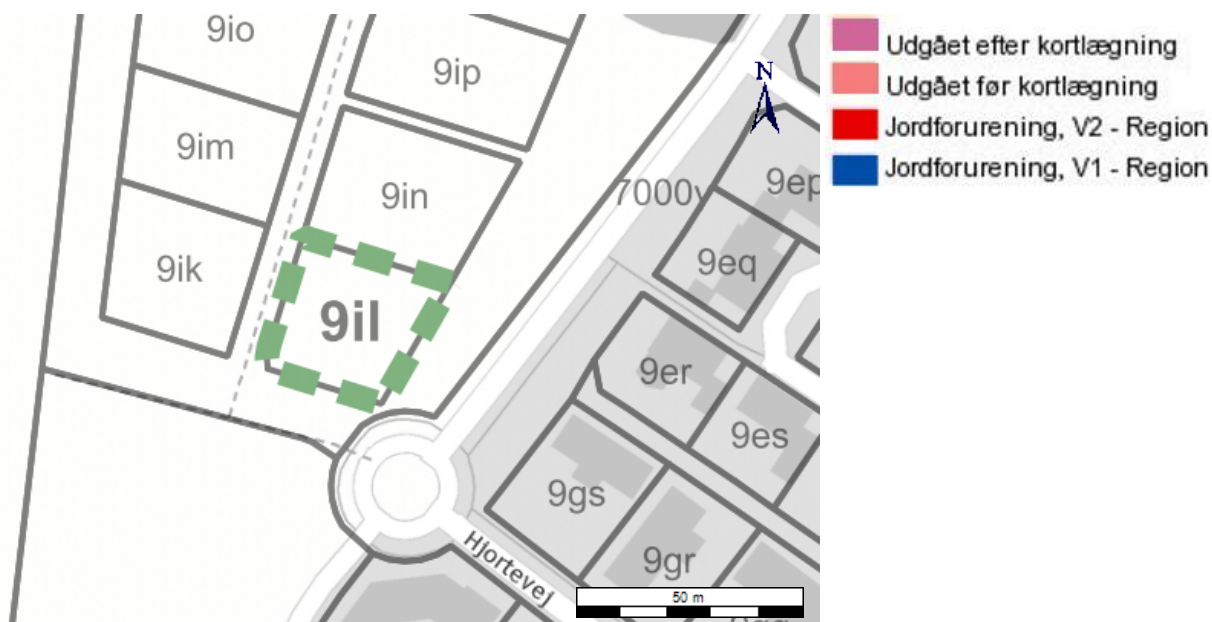 9io
9ip
9im
9in
9ik
9il
N
7000v
9ep
9eq
9er
9es
9gs
9gr
Hjortevej
50 m
Udgået efter kortlægning
Udgået før kortlægning
Jordforurening, V2 - Region
Jordforurening, V1 - Region